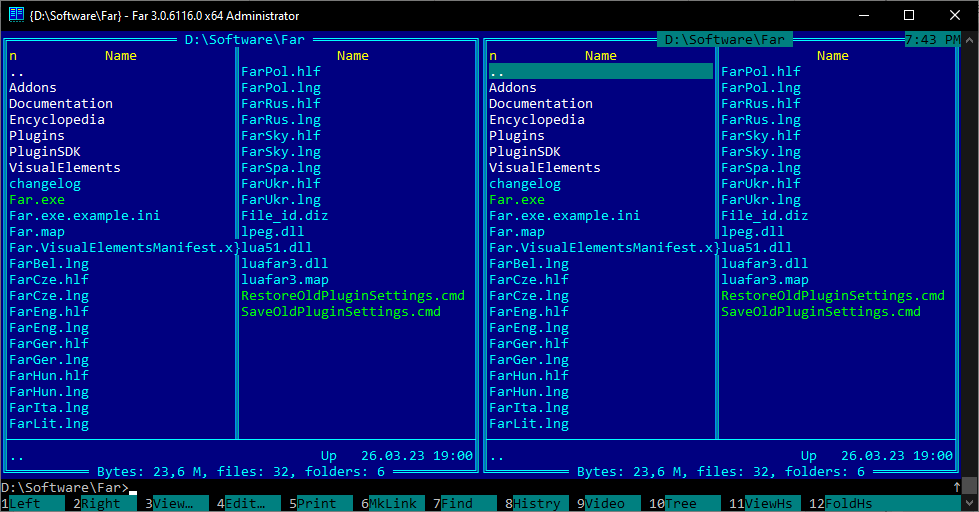 {D:\Software\Far} - Far 3.0.6116.0 x64 Administrator
D:\Software\Far
n Name Name
..
Addons
Documentation
Encyclopedia
Plugins
PluginSDK
VisualElements
changelog
Far.exe
Far.exe.example.ini
Far.map
Far.VisualElementsManifest.x}
FarBel.lng
FarCze.hlf
FarCze.lng
FarEng.hlf
FarEng.lng
FarGer.hlf
FarGer.lng
FarHun.hlf
FarHun.lng
FarIta.lng
FarLit.lng
FarPol.hlf
FarPol.lng
FarRus.hlf
FarRus.lng
FarSky.hlf
FarSky.lng
FarSpa.lng
FarUkr.hlf
FarUkr.lng
File_id.diz
lpeg.dll
lua51.dll
luafar3.dll
luafar3.map
RestoreOldPluginSettings.cmd
SaveOldPluginSettings.cmd
.. Up 26.03.23 19:00
Bytes: 23,6 M, files: 32, folders: 6
D:\Software\Far 7:43 PM
n Name Name
..
Addons
Documentation
Encyclopedia
Plugins
PluginSDK
VisualElements
changelog
Far.exe
Far.exe.example.ini
Far.map
Far.VisualElementsManifest.x}
FarBel.lng
FarCze.hlf
FarCze.lng
FarEng.hlf
FarEng.lng
FarGer.hlf
FarGer.lng
FarHun.hlf
FarHun.lng
FarIta.lng
FarLit.lng
FarPol.hlf
FarPol.lng
FarRus.hlf
FarRus.lng
FarSky.hlf
FarSky.lng
FarSpa.lng
FarUkr.hlf
FarUkr.lng
File_id.diz
lpeg.dll
lua51.dll
luafar3.dll
luafar3.map
RestoreOldPluginSettings.cmd
SaveOldPluginSettings.cmd
.. Up 26.03.23 19:00
Bytes: 23,6 M, files: 32, folders: 6
D:\Software\Far>
1Left 2Right 3View… 4Edit… 5Print 6MkLink 7Find 8Histry 9Video 10Tree 11ViewHs 12FoldHs